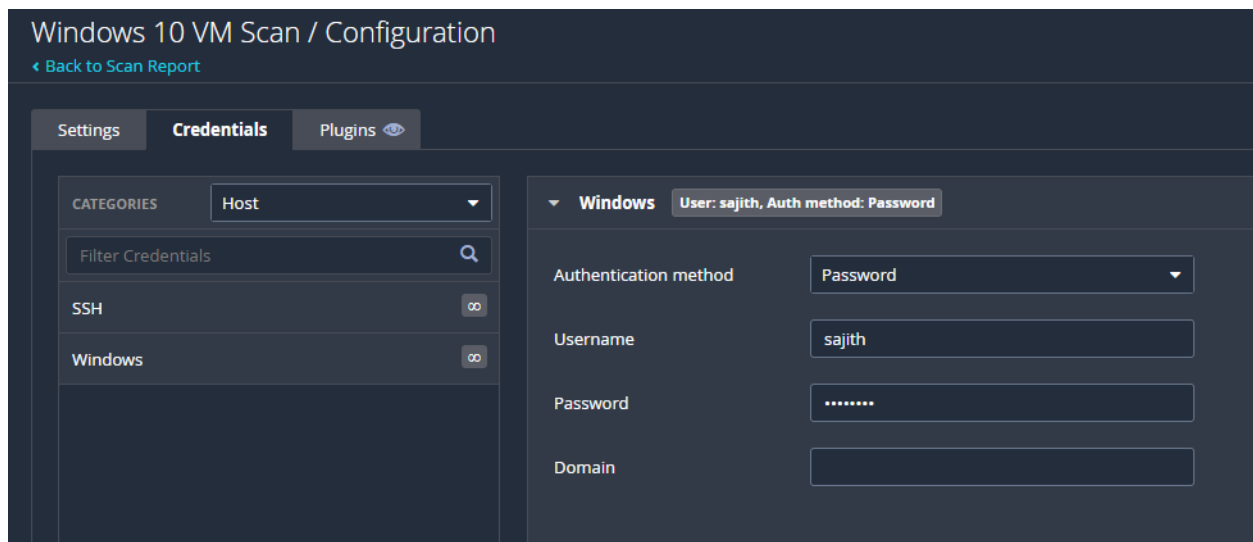 Windows 10 VM Scan / Configuration
‹ Back to Scan Report
Settings Credentials Plugins
CATEGORIES Host
Filter Credentials
SSH ∞
Windows ∞
Windows User: sajith, Auth method: Password
Authentication method Password
Username sajith
Password ••••••••
Domain